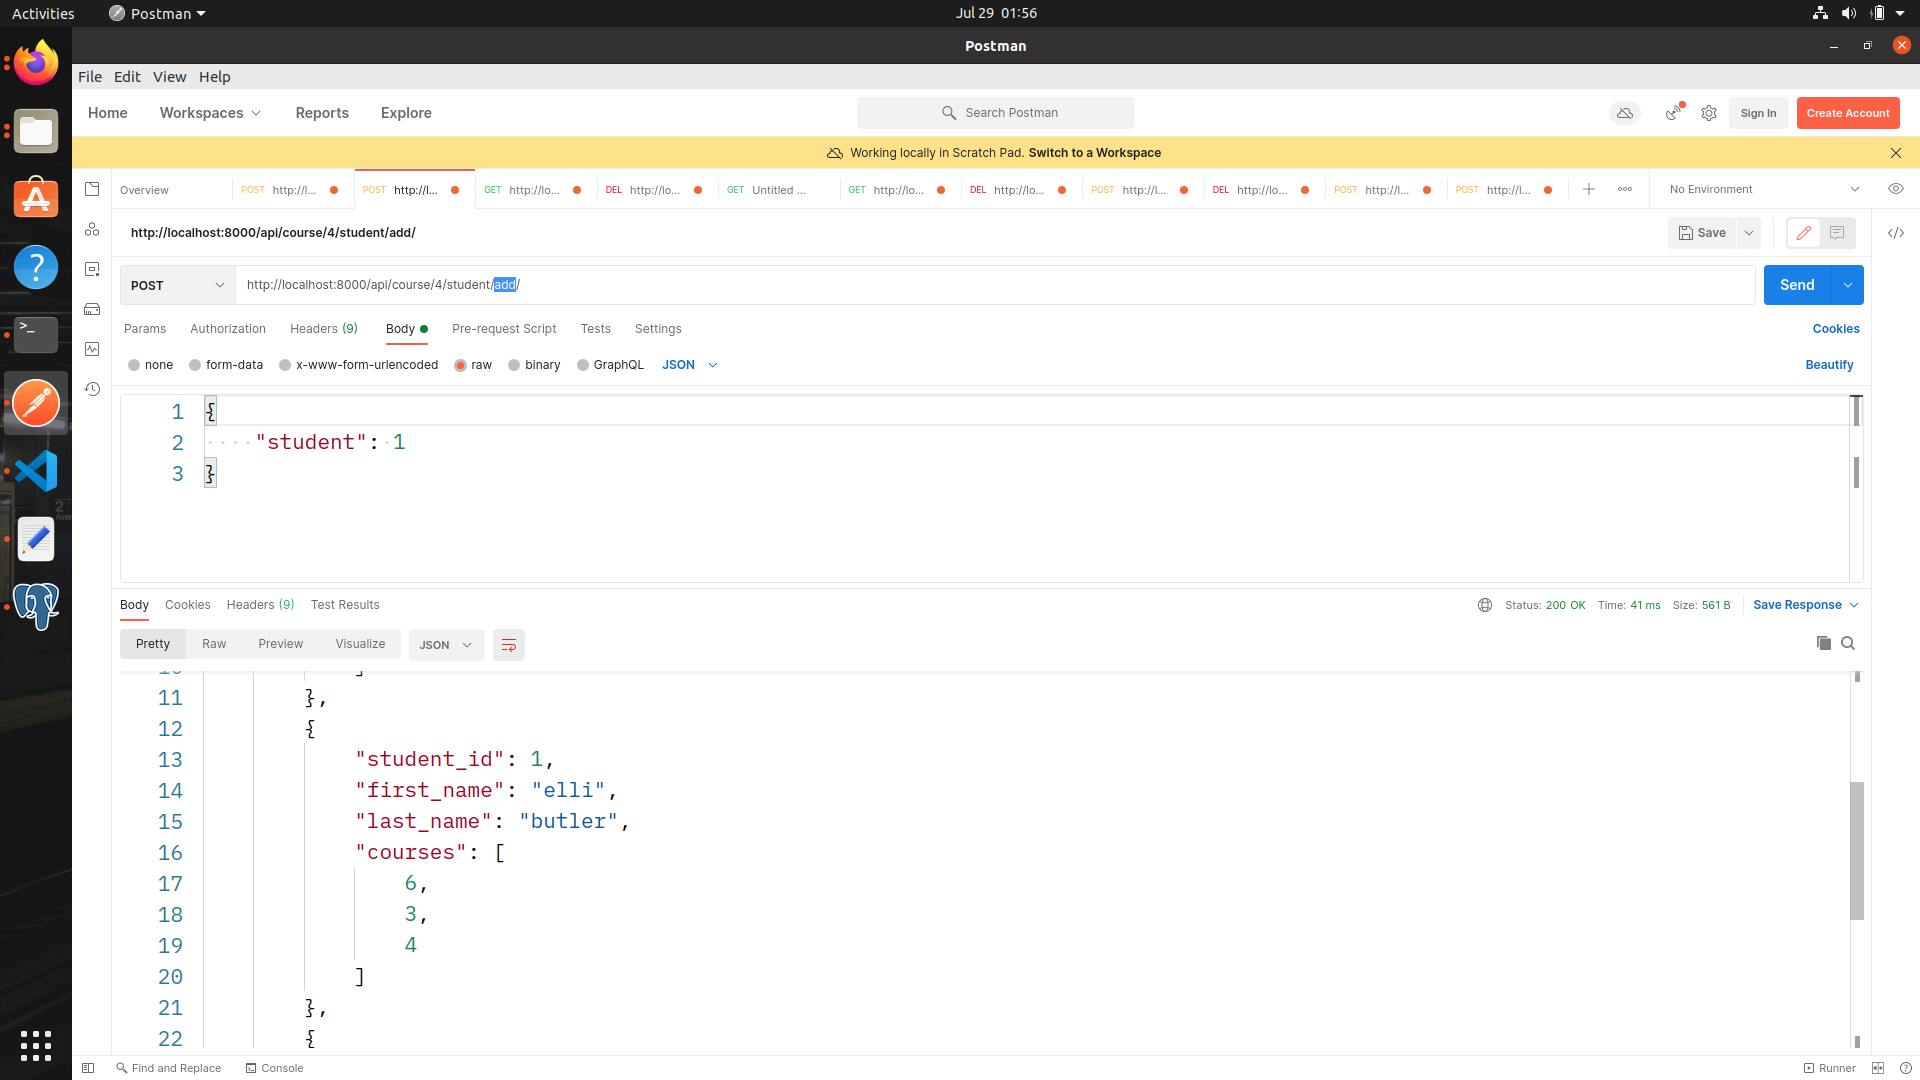 Activities Postman Jul 29 01:56
Postman
File Edit View Help
Home Workspaces Reports Explore Search Postman Sign In Create Account
Working locally in Scratch Pad. Switch to a Workspace
Overview POST http://l... POST http://l... GET http://lo... DEL http://lo... GET Untitled ... GET http://lo... DEL http://lo... POST http://l... DEL http://lo... POST http://l... POST http://l... No Environment
http://localhost:8000/api/course/4/student/add/ Save
POST http://localhost:8000/api/course/4/student/add/ Send
Params Authorization Headers (9) Body Pre-request Script Tests Settings Cookies
none form-data x-www-form-urlencoded raw binary GraphQL JSON Beautify
1 {
2 "student": 1
3 }
Body Cookies Headers (9) Test Results Status: 200 OK Time: 41 ms Size: 561 B Save Response
Pretty Raw Preview Visualize JSON
11 },
12 {
13 "student_id": 1,
14 "first_name": "elli",
15 "last_name": "butler",
16 "courses": [
17 6,
18 3,
19 4
20 ]
21 },
22 {
Find and Replace Console Runner